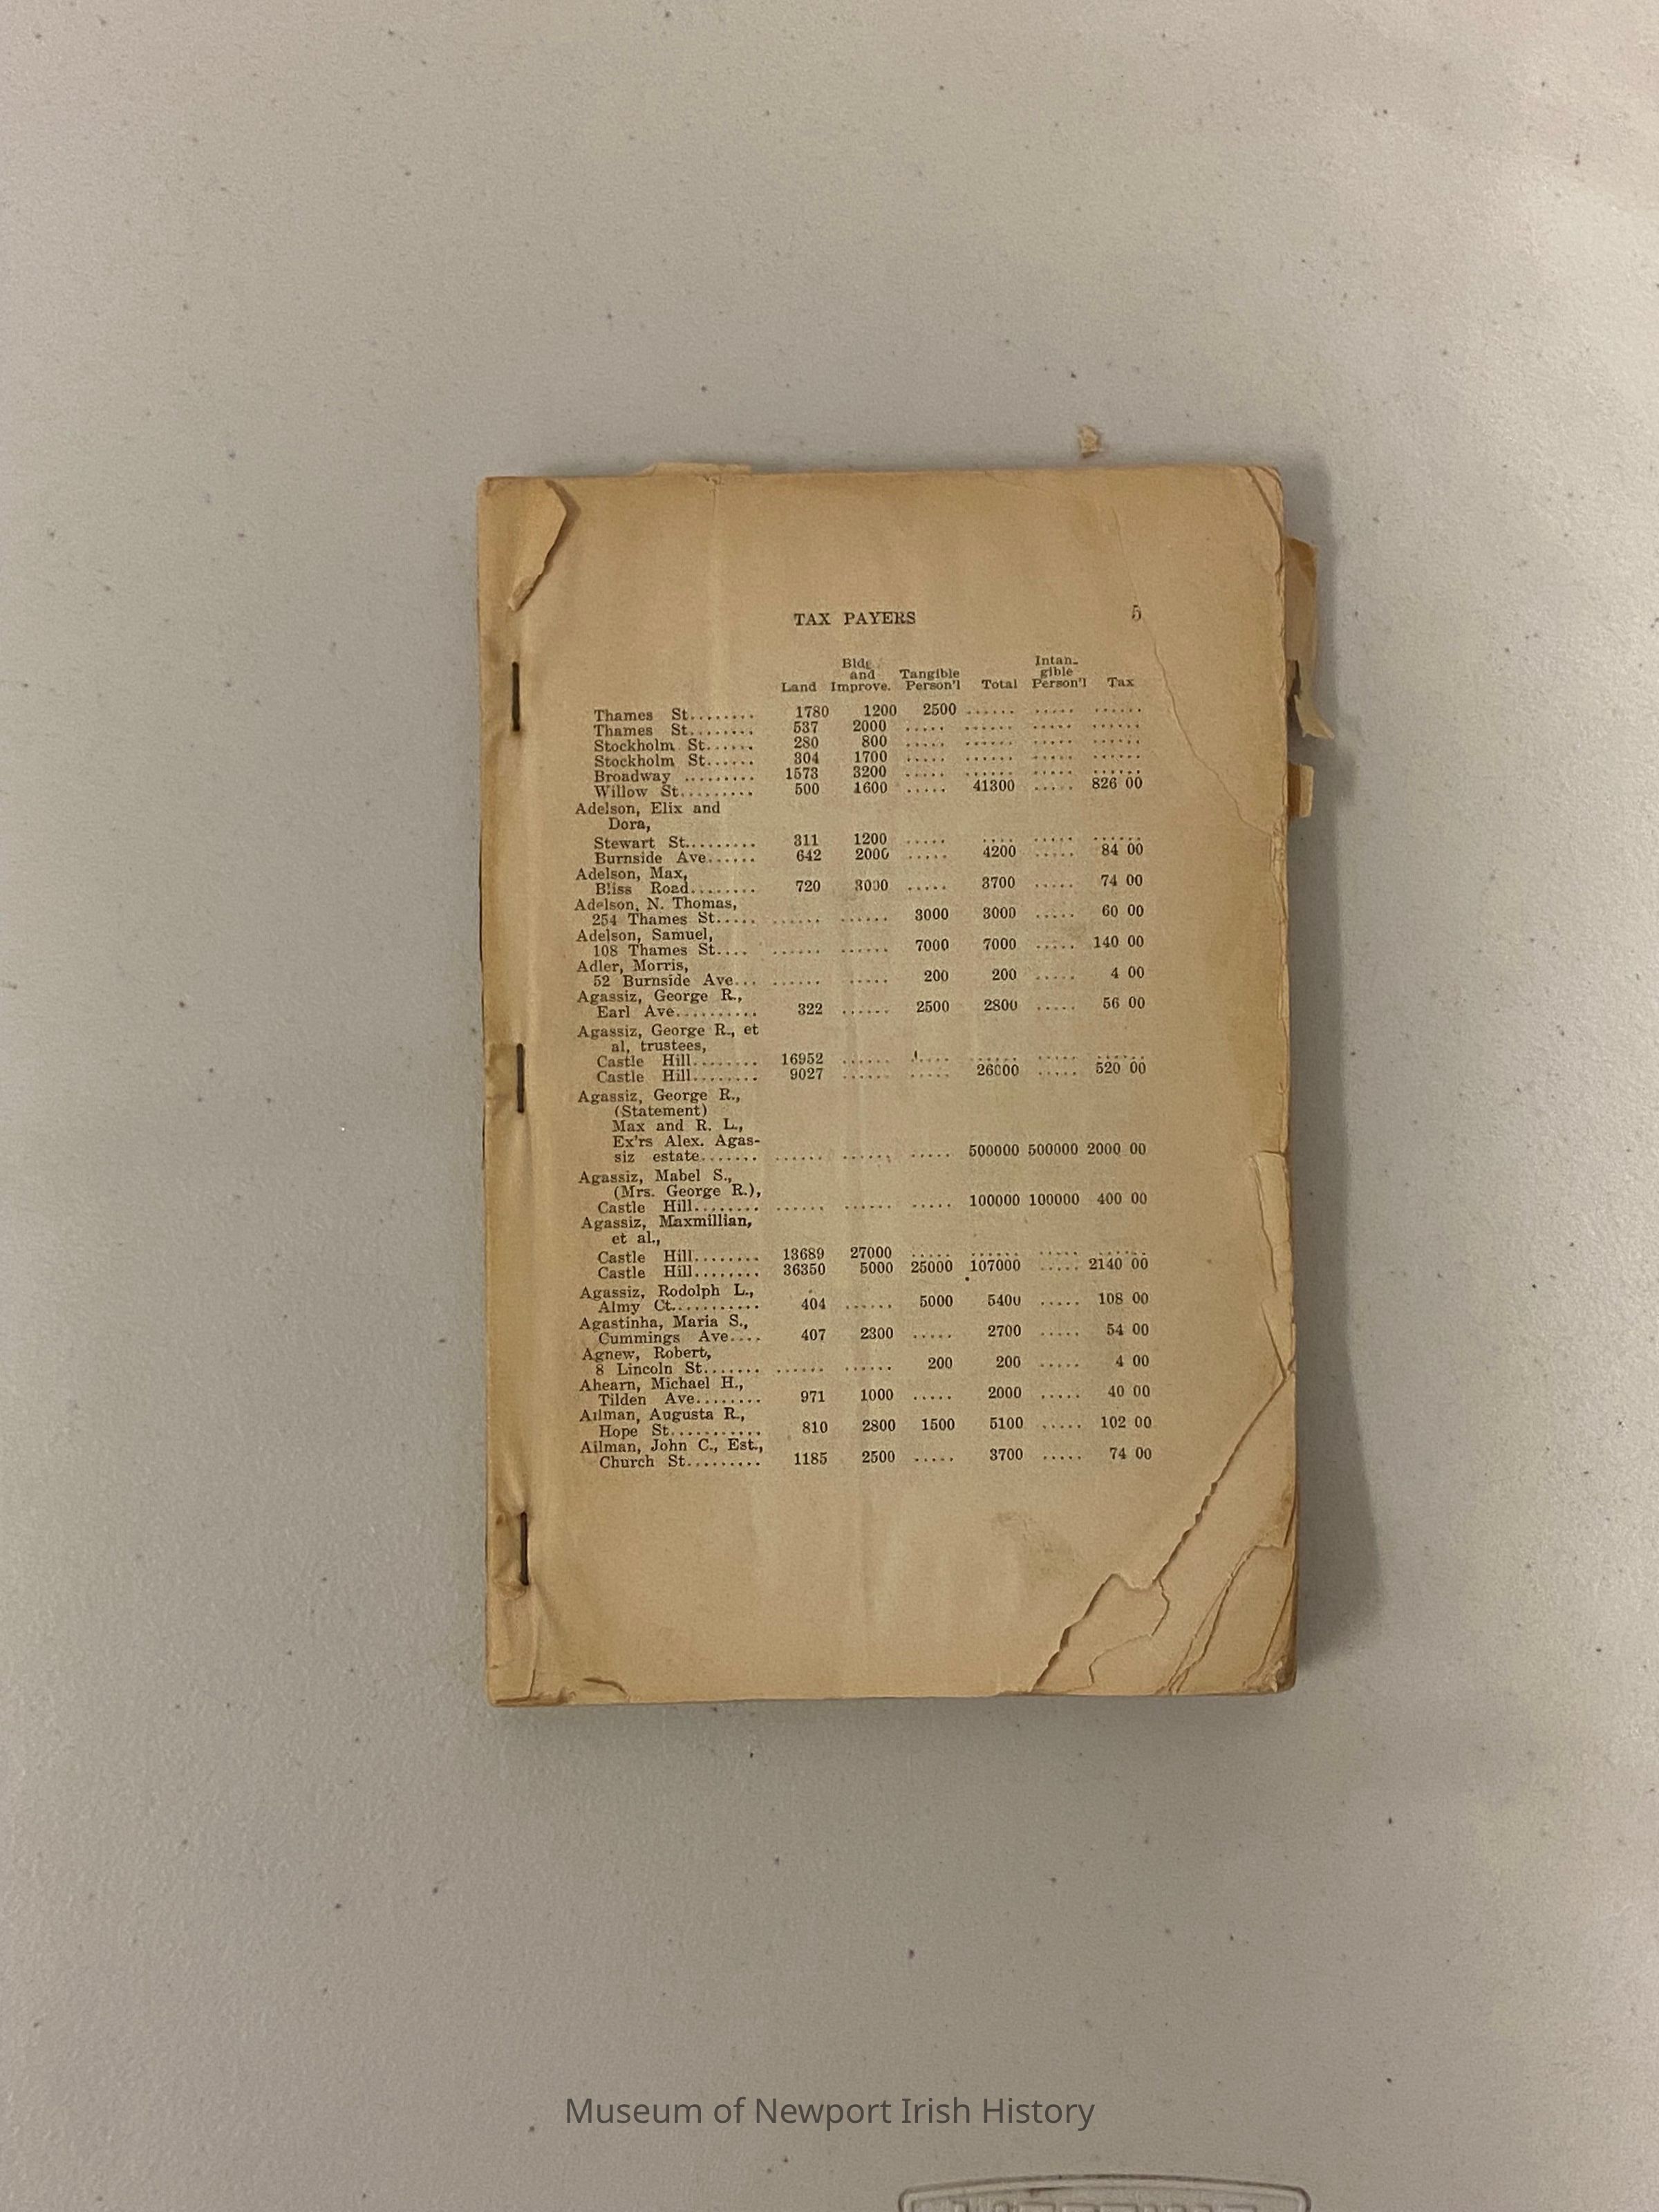 TAX PAYERS 5
Land Bldg and Improve. Tangible Person'l Total Intan- gible Person'l Tax
Thames St........ 1780 1200 2500 ...... ..... ......
Thames St........ 537 2000 ..... ...... ..... ......
Stockholm St...... 280 800 ..... ...... ..... ......
Stockholm St...... 304 1700 ..... ...... ..... ......
Broadway ......... 1573 3200 ..... ...... ..... ......
Willow St......... 500 1600 ..... 41300 ..... 826 00
Adelson, Elix and
Dora,
Stewart St......... 311 1200 ..... .... ..... ......
Burnside Ave...... 642 2000 ..... 4200 ..... 84 00
Adelson, Max,
Bliss Road........ 720 3000 ..... 3700 ..... 74 00
Adelson, N. Thomas,
254 Thames St..... ...... ...... 3000 3000 ..... 60 00
Adelson, Samuel,
108 Thames St.... ...... ...... 7000 7000 ..... 140 00
Adler, Morris,
52 Burnside Ave... ...... ..... 200 200 ..... 4 00
Agassiz, George R.,
Earl Ave.......... 322 ...... 2500 2800 ..... 56 00
Agassiz, George R., et
al, trustees,
Castle Hill........ 16952 ...... ..... ...... ..... ......
Castle Hill........ 9027 ...... ..... 26000 ..... 520 00
Agassiz, George R.,
(Statement)
Max and R. L.,
Ex'rs Alex. Agas-
siz estate....... ...... ...... ..... 500000 500000 2000 00
Agassiz, Mabel S.,
(Mrs. George R.),
Castle Hill........ ...... ...... ..... 100000 100000 400 00
Agassiz, Maxmillian,
et al.,
Castle Hill........ 13689 27000 ..... ...... ..... ......
Castle Hill........ 36350 5000 25000 107000 ..... 2140 00
Agassiz, Rodolph L.,
Almy Ct........... 404 ...... 5000 5400 ..... 108 00
Agastinha, Maria S.,
Cummings Ave.... 407 2300 ..... 2700 ..... 54 00
Agnew, Robert,
8 Lincoln St....... ...... ...... 200 200 ..... 4 00
Ahearn, Michael H.,
Tilden Ave........ 971 1000 ..... 2000 ..... 40 00
Ailman, Augusta R.,
Hope St........... 810 2800 1500 5100 ..... 102 00
Ailman, John C., Est.,
Church St......... 1185 2500 ..... 3700 ..... 74 00
Museum of Newport Irish History